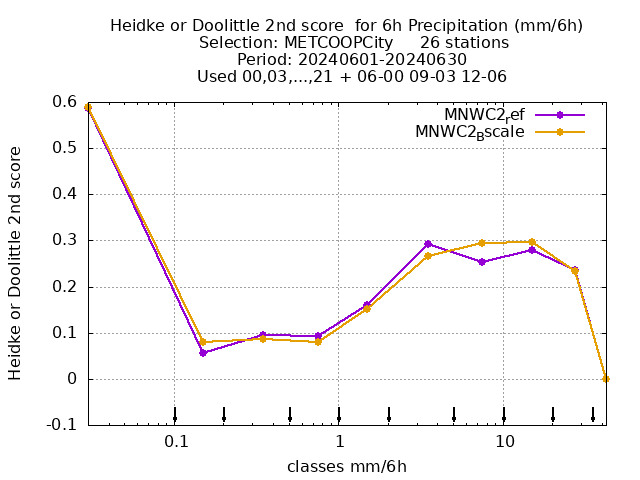 Heidke or Doolittle 2nd score  for 6h Precipitation (mm/6h)
Selection: METCOOPCity     26 stations
Period: 20240601-20240630
Used 00,03,...,21 + 06-00 09-03 12-06
MNWC2ref
MNWC2Bscale
Heidke or Doolittle 2nd score
0.6
0.5
0.4
0.3
0.2
0.1
0
-0.1
0.1 1 10
classes mm/6h